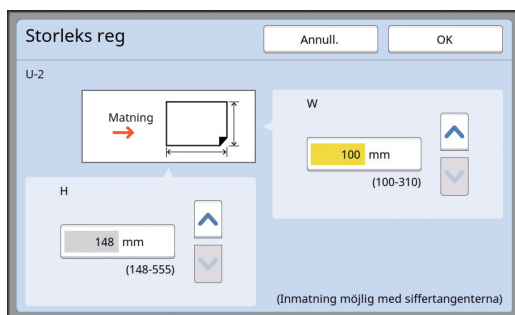 Storleks reg
Annull.
OK
U-2
Matning
W
100 mm
(100-310)
H
148 mm
(148-555)
(Inmatning möjlig med siffertangenterna)